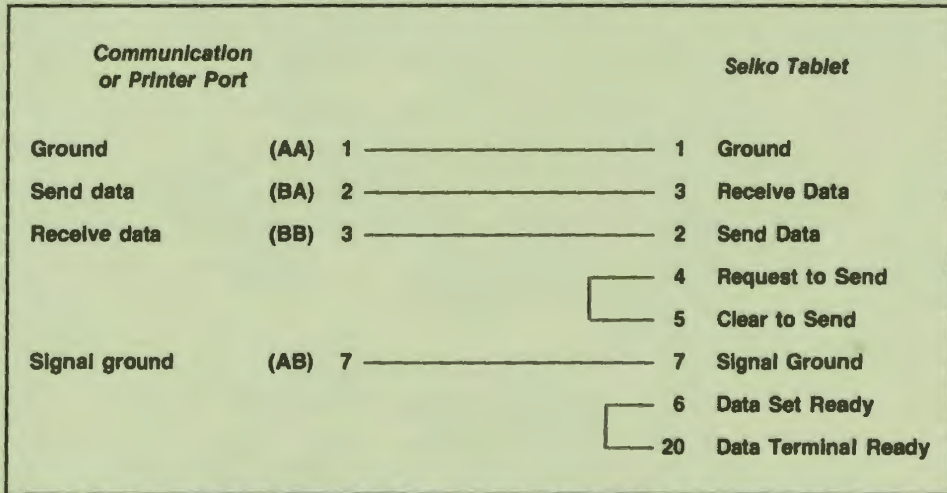 Communication
or Printer Port
Seiko Tablet
Ground (AA) 1 1 Ground
Send data (BA) 2 3 Receive Data
Receive data (BB) 3 2 Send Data
4 Request to Send
5 Clear to Send
Signal ground (AB) 7 7 Signal Ground
6 Data Set Ready
20 Data Terminal Ready